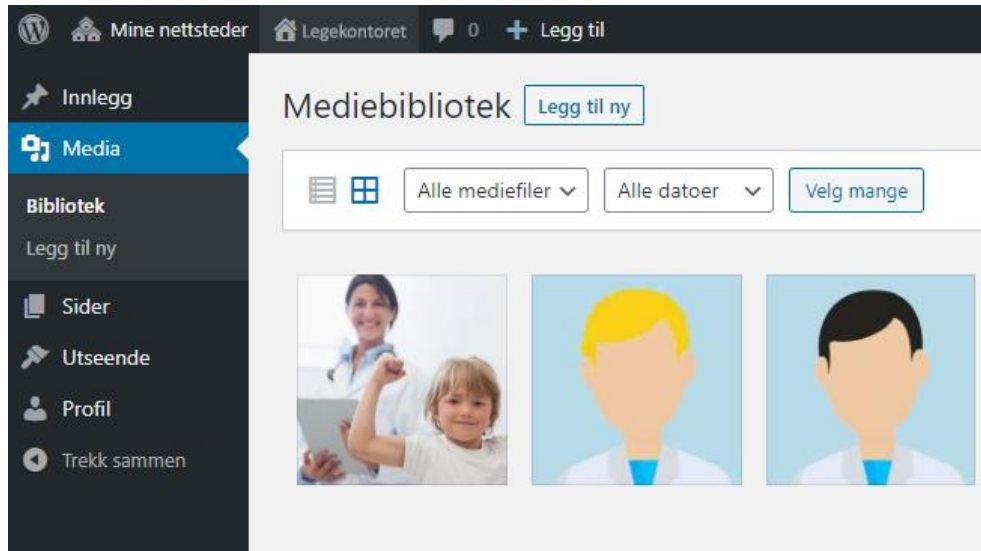 Mine nettsteder Legekontoret 0 Legg til
Innlegg
Media
Bibliotek
Legg til ny
Sider
Utseende
Profil
Trekk sammen
Mediebibliotek Legg til ny
Alle mediefiler Alle datoer Velg mange